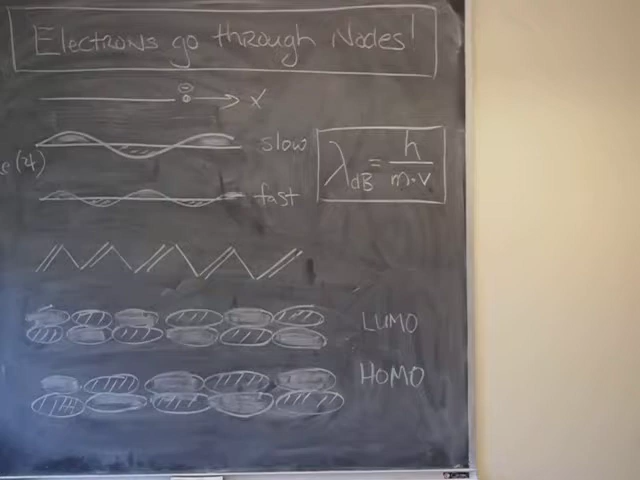 Electrons go through Nodes!
⊖ → x
slow
e(ψ)
fast
λdB = h / m·v
LUMO
HOMO